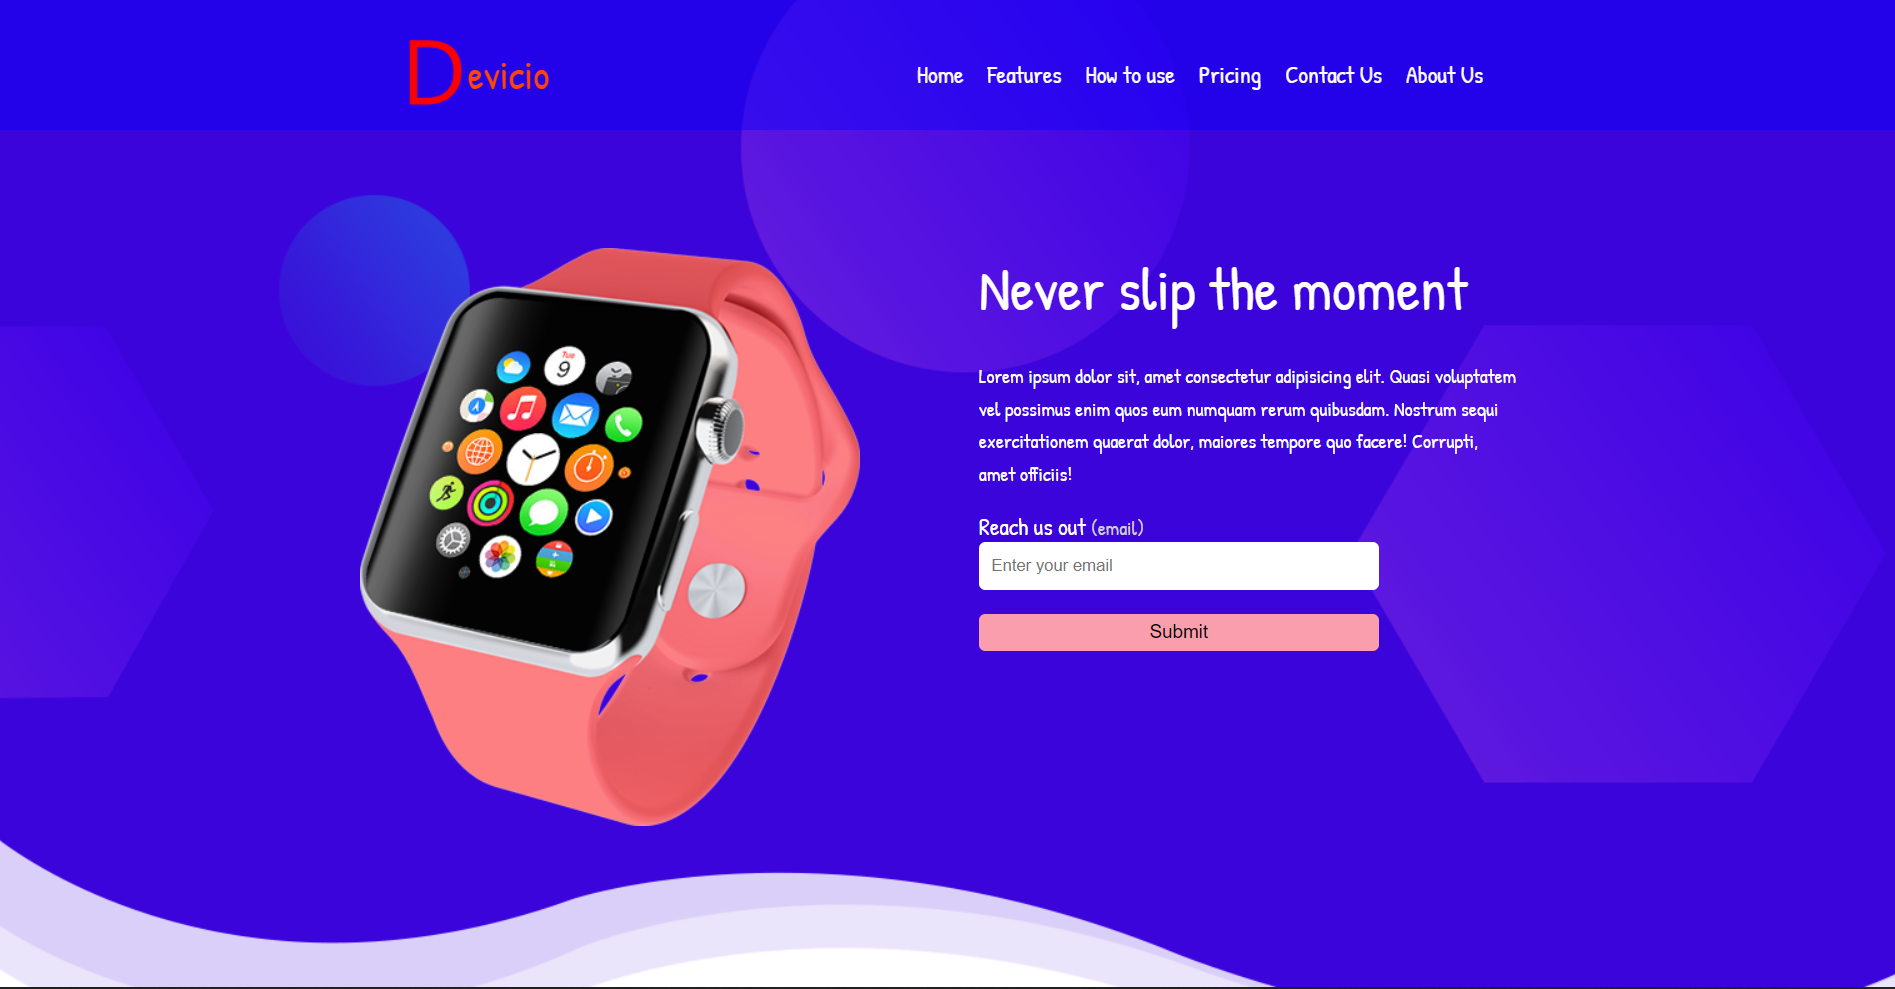 Devicio
Home Features How to use Pricing Contact Us About Us
Tue
9
Never slip the moment
Lorem ipsum dolor sit, amet consectetur adipisicing elit. Quasi voluptatem
vel possimus enim quos eum numquam rerum quibusdam. Nostrum sequi
exercitationem quaerat dolor, maiores tempore quo facere! Corrupti,
amet officiis!
Reach us out (email)
Enter your email
Submit